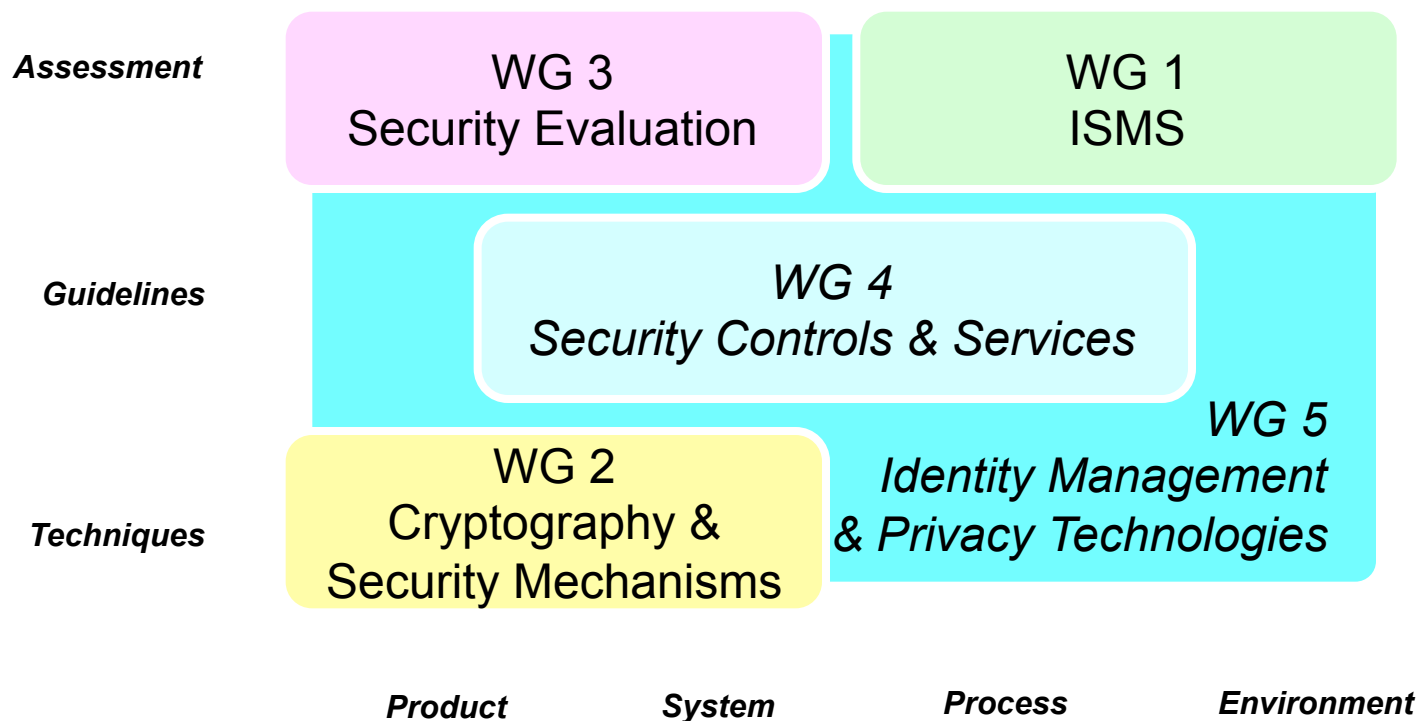 Assessment
WG 3
Security Evaluation
WG 1
ISMS
Guidelines
WG 4
Security Controls & Services
WG 5
Identity Management
& Privacy Technologies
Techniques
WG 2
Cryptography &
Security Mechanisms
Product
System
Process
Environment